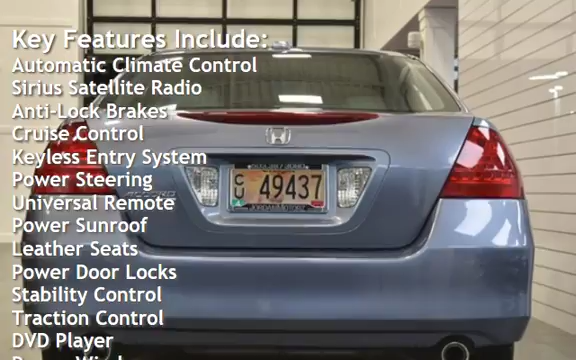 Key Features Include:
Automatic Climate Control
Sirius Satellite Radio
Anti-Lock Brakes
Cruise Control
Keyless Entry System
Power Steering
Universal Remote
Power Sunroof
Leather Seats
Power Door Locks
Stability Control
Traction Control
DVD Player
49437